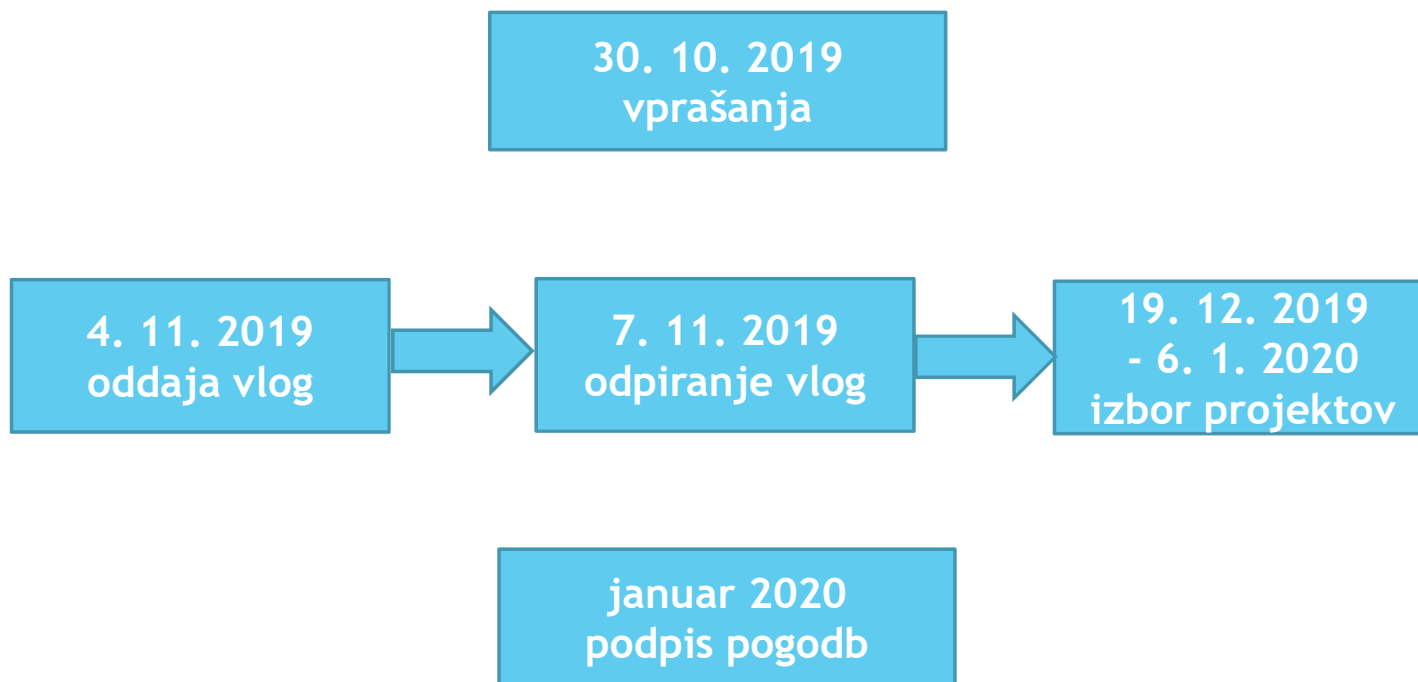 30. 10. 2019
vprašanja
4. 11. 2019
oddaja vlog
7. 11. 2019
odpiranje vlog
19. 12. 2019
- 6. 1. 2020
izbor projektov
januar 2020
podpis pogodb